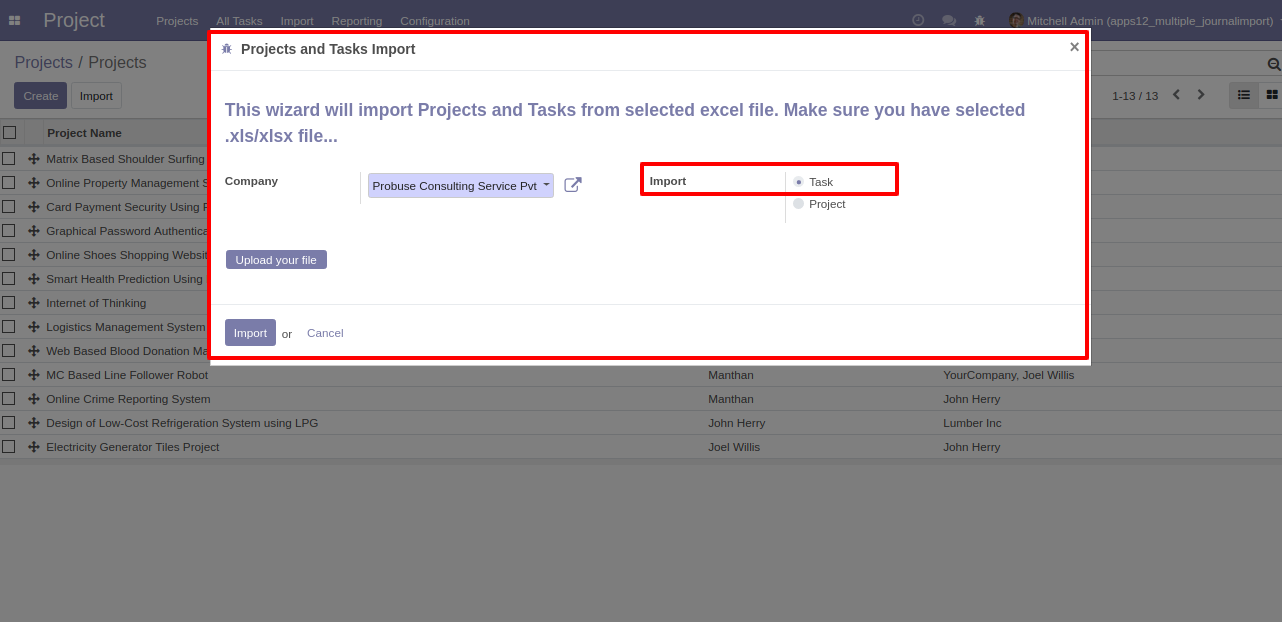 Project Projects All Tasks Import Reporting Configuration Mitchell Admin (apps12_multiple_journalimport)
Projects and Tasks Import ×
Projects / Projects
Create Import 1-13 / 13
This wizard will import Projects and Tasks from selected excel file. Make sure you have selected
.xls/xlsx file...
Company Probuse Consulting Service Pvt
Import Task
Project
Upload your file
Import or Cancel
Project Name
Matrix Based Shoulder Surfing
Online Property Management S
Card Payment Security Using
Graphical Password Authentica
Online Shoes Shopping Websit
Smart Health Prediction Using
Internet of Thinking
Logistics Management System
Web Based Blood Donation Ma
MC Based Line Follower Robot Manthan YourCompany, Joel Willis
Online Crime Reporting System Manthan John Herry
Design of Low-Cost Refrigeration System using LPG John Herry Lumber Inc
Electricity Generator Tiles Project Joel Willis John Herry